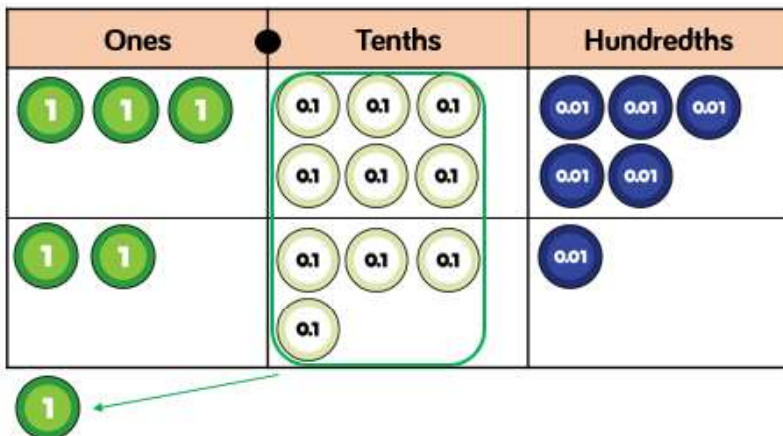 Ones Tenths Hundredths
1 1 1 0.1 0.1 0.1 0.01 0.01 0.01
0.1 0.1 0.1 0.01 0.01
1 1 0.1 0.1 0.1 0.01
0.1
1